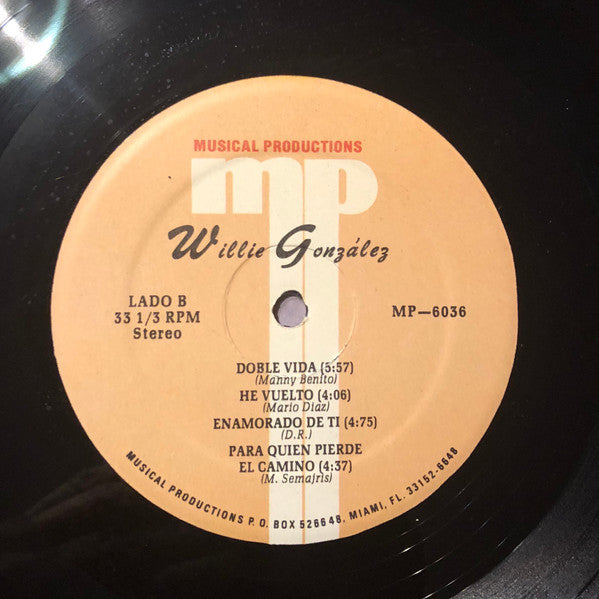 MUSICAL PRODUCTIONS
mp
Willie González
LADO B
33 1/3 RPM
Stereo
MP—6036
DOBLE VIDA (5:57)
(Manny Benito)
HE VUELTO (4:06)
(Mario Diaz)
ENAMORADO DE TI (4:75)
(D.R.)
PARA QUIEN PIERDE
EL CAMINO (4:37)
(M. Semajris)
MUSICAL PRODUCTIONS P.O. BOX 526648, MIAMI, FL. 33152-6648